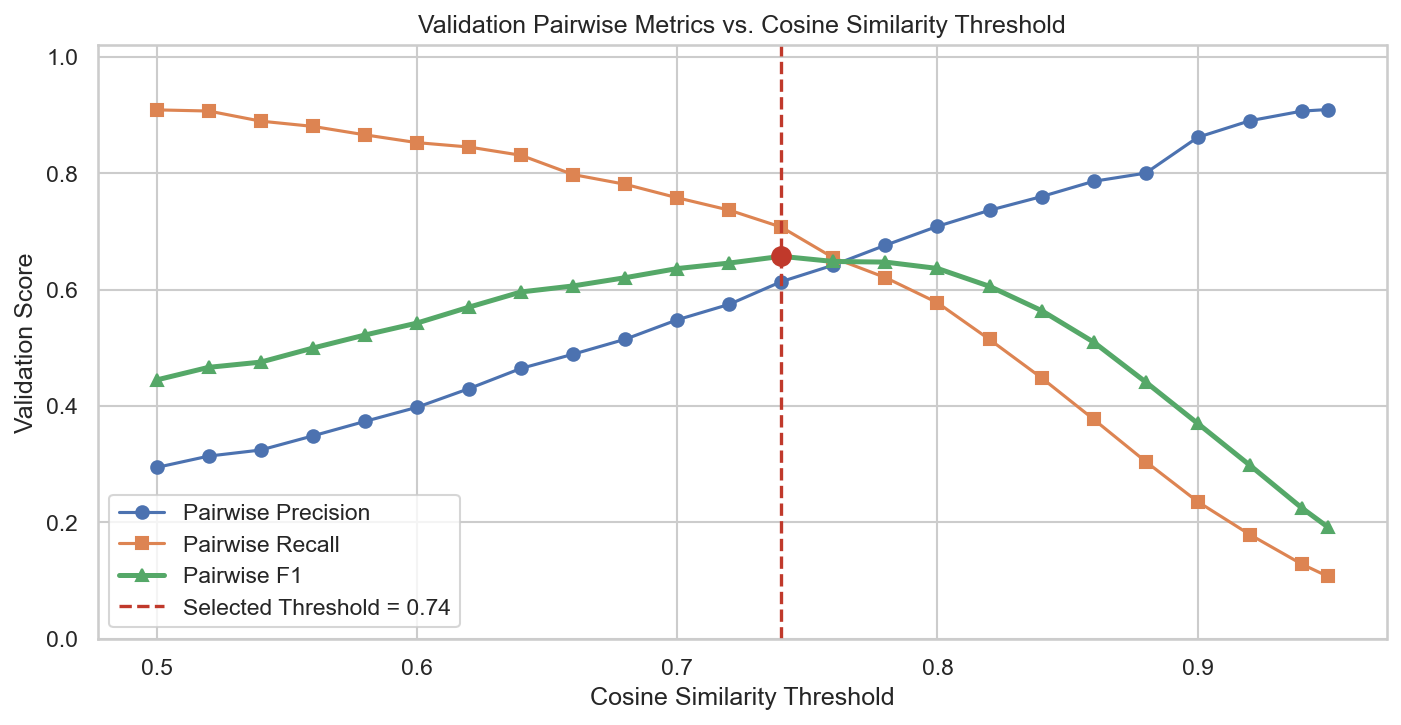 Validation Pairwise Metrics vs. Cosine Similarity Threshold
1.0
0.8
0.6
0.4
0.2
0.0
Validation Score
Pairwise Precision
Pairwise Recall
Pairwise F1
Selected Threshold = 0.74
0.5 0.6 0.7 0.8 0.9
Cosine Similarity Threshold